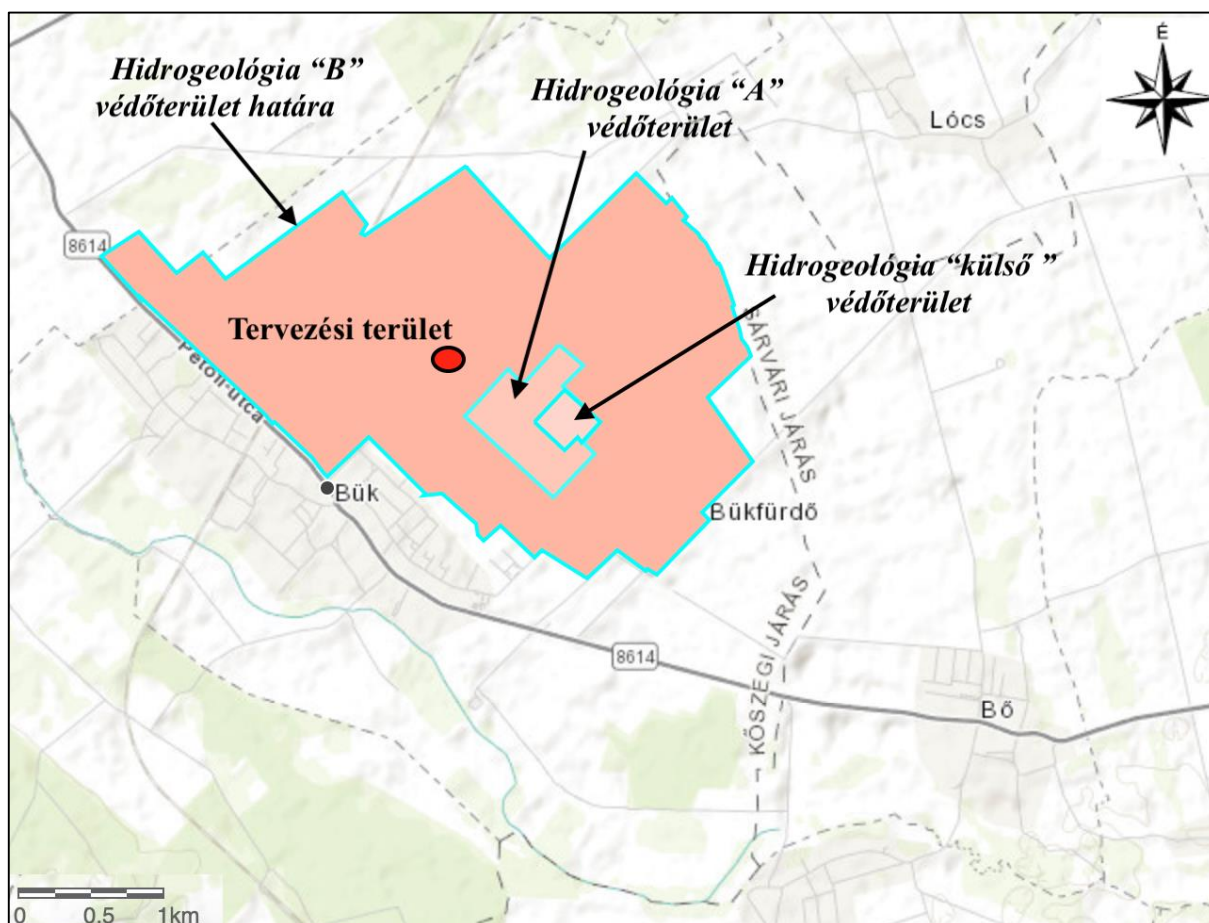 É
Hidrogeológia “B”
védőterület határa
Hidrogeológia “A”
védőterület
Lócs
8614
Hidrogeológia “külső ”
védőterület
Tervezési terület
SÁRVÁRI JÁRÁS
Petőfi-utca
Bük
Bükfürdő
KŐSZEGI JÁRÁS
8614
Bő
0 0.5 1km